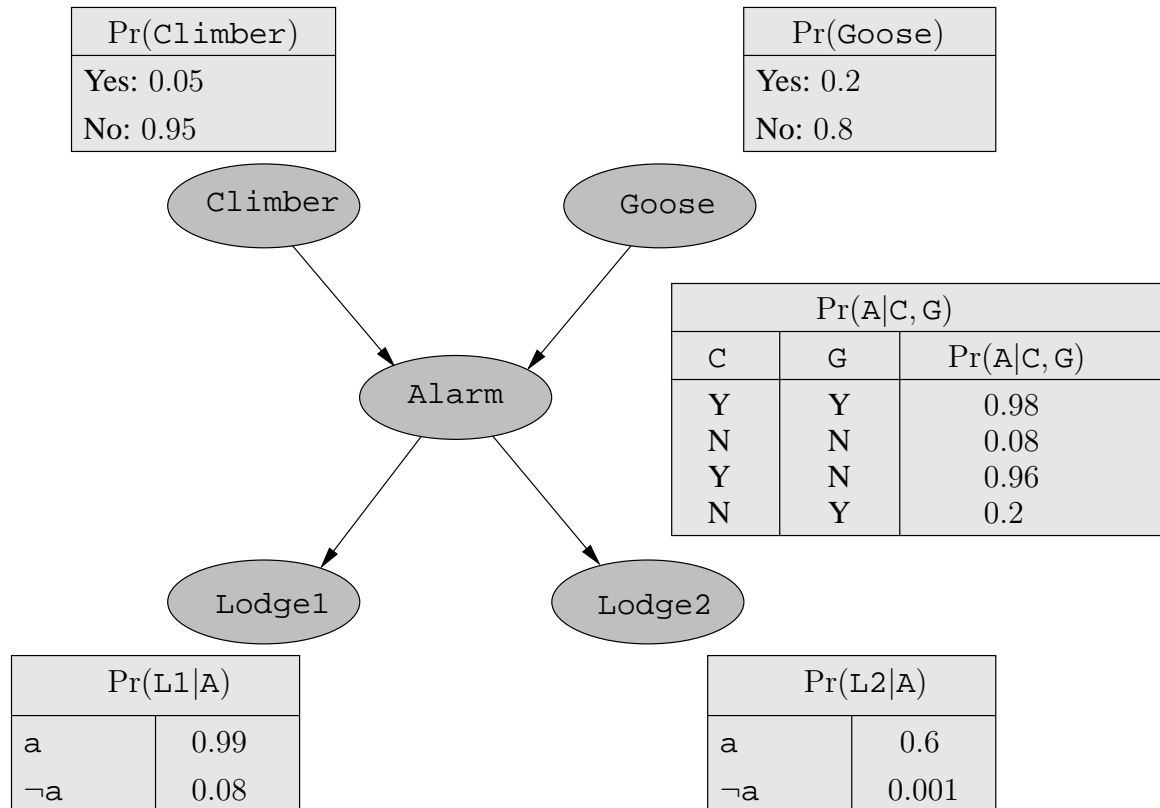 Pr(Climber)
Yes: 0.05
No: 0.95
Pr(Goose)
Yes: 0.2
No: 0.8
Climber
Goose
Pr(A|C, G)
C G Pr(A|C, G)
Y Y 0.98
N N 0.08
Y N 0.96
N Y 0.2
Alarm
Lodge1
Lodge2
Pr(L1|A)
a 0.99
¬a 0.08
Pr(L2|A)
a 0.6
¬a 0.001